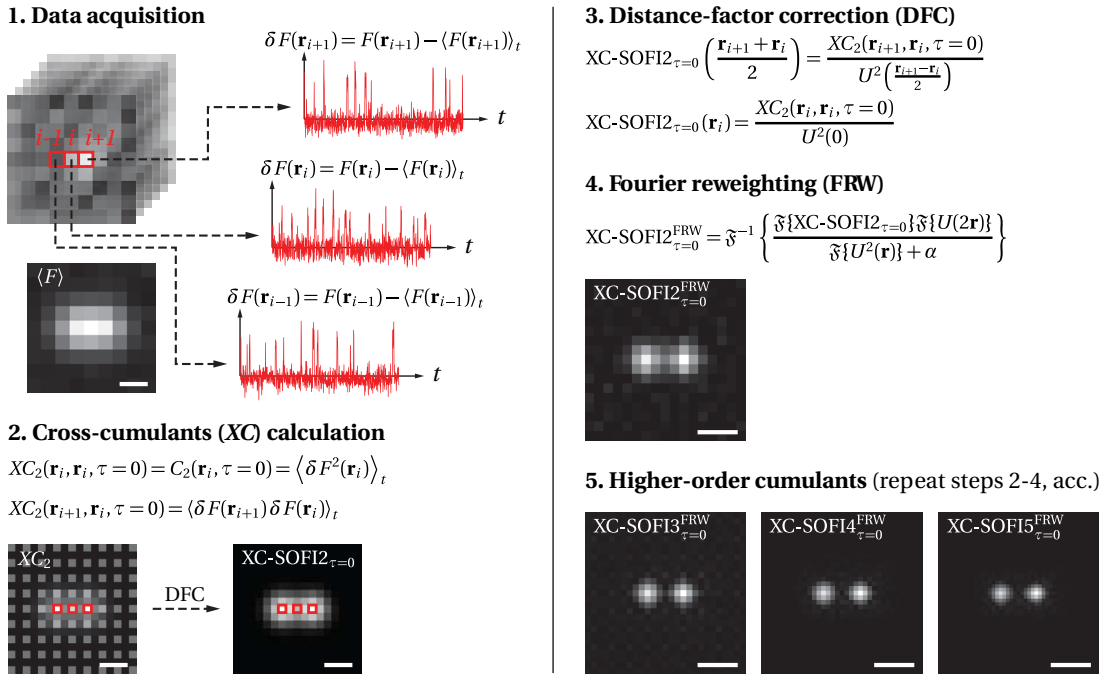 1. Data acquisition
δF(r_{i+1}) = F(r_{i+1}) − ⟨F(r_{i+1})⟩_t
t
i-1 i i+1
δF(r_i) = F(r_i) − ⟨F(r_i)⟩_t
t
⟨F⟩
δF(r_{i−1}) = F(r_{i−1}) − ⟨F(r_{i−1})⟩_t
t
2. Cross-cumulants (XC) calculation
XC_2(r_i, r_i, τ = 0) = C_2(r_i, τ = 0) = ⟨δF^2(r_i)⟩_t
XC_2(r_{i+1}, r_i, τ = 0) = ⟨δF(r_{i+1}) δF(r_i)⟩_t
XC_2
DFC
XC-SOFI2_{τ=0}
3. Distance-factor correction (DFC)
XC-SOFI2_{τ=0} ((r_{i+1} + r_i)/2) = XC_2(r_{i+1}, r_i, τ = 0) / U^2((r_{i+1} − r_i)/2)
XC-SOFI2_{τ=0}(r_i) = XC_2(r_i, r_i, τ = 0) / U^2(0)
4. Fourier reweighting (FRW)
XC-SOFI2^{FRW}_{τ=0} = 𝔉^{−1} { 𝔉{XC-SOFI2_{τ=0}}𝔉{U(2r)} / 𝔉{U^2(r)} + α }
XC-SOFI2^{FRW}_{τ=0}
5. Higher-order cumulants (repeat steps 2-4, acc.)
XC-SOFI3^{FRW}_{τ=0}
XC-SOFI4^{FRW}_{τ=0}
XC-SOFI5^{FRW}_{τ=0}